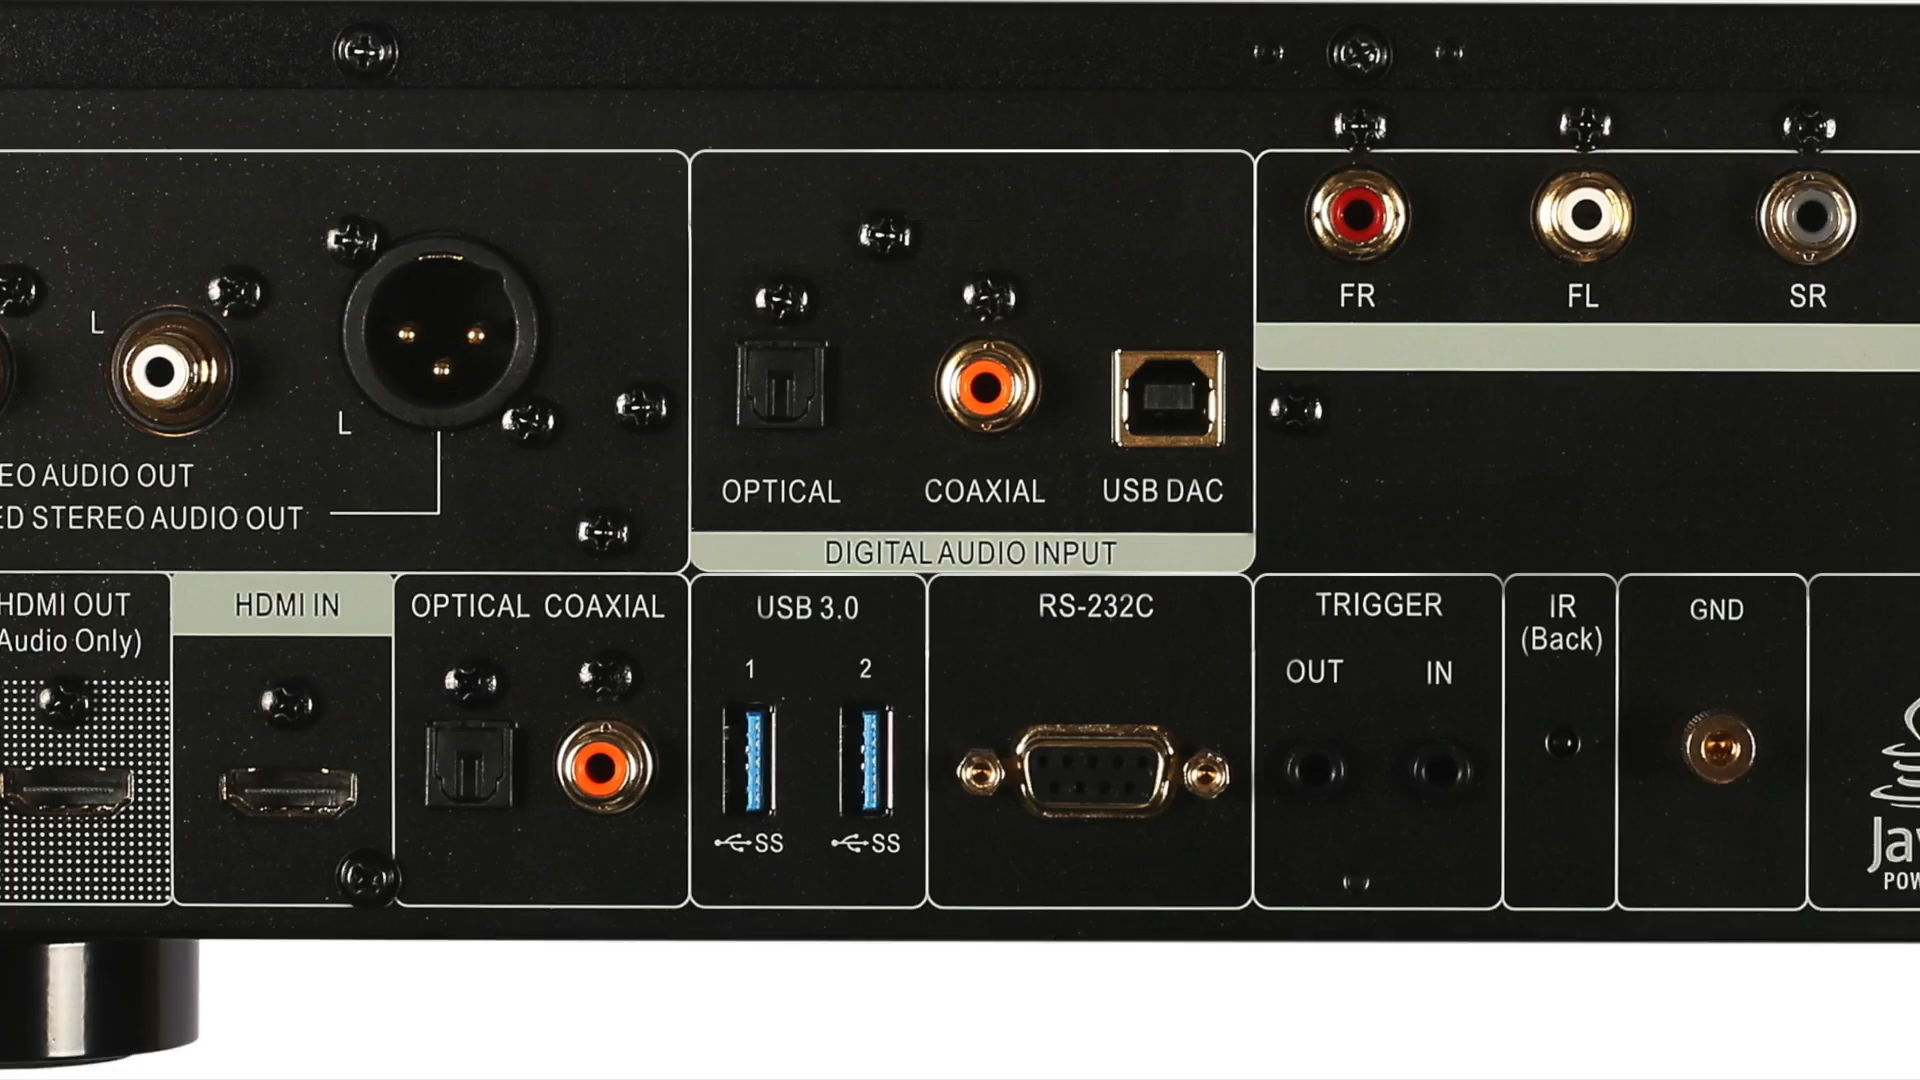 FR
FL
SR
L
L
EO AUDIO OUT
ED STEREO AUDIO OUT
OPTICAL
COAXIAL
USB DAC
DIGITAL AUDIO INPUT
HDMI OUT
Audio Only)
HDMI IN
OPTICAL COAXIAL
USB 3.0
1
2
SS
SS
RS-232C
TRIGGER
OUT
IN
IR
(Back)
GND
Jav
POW